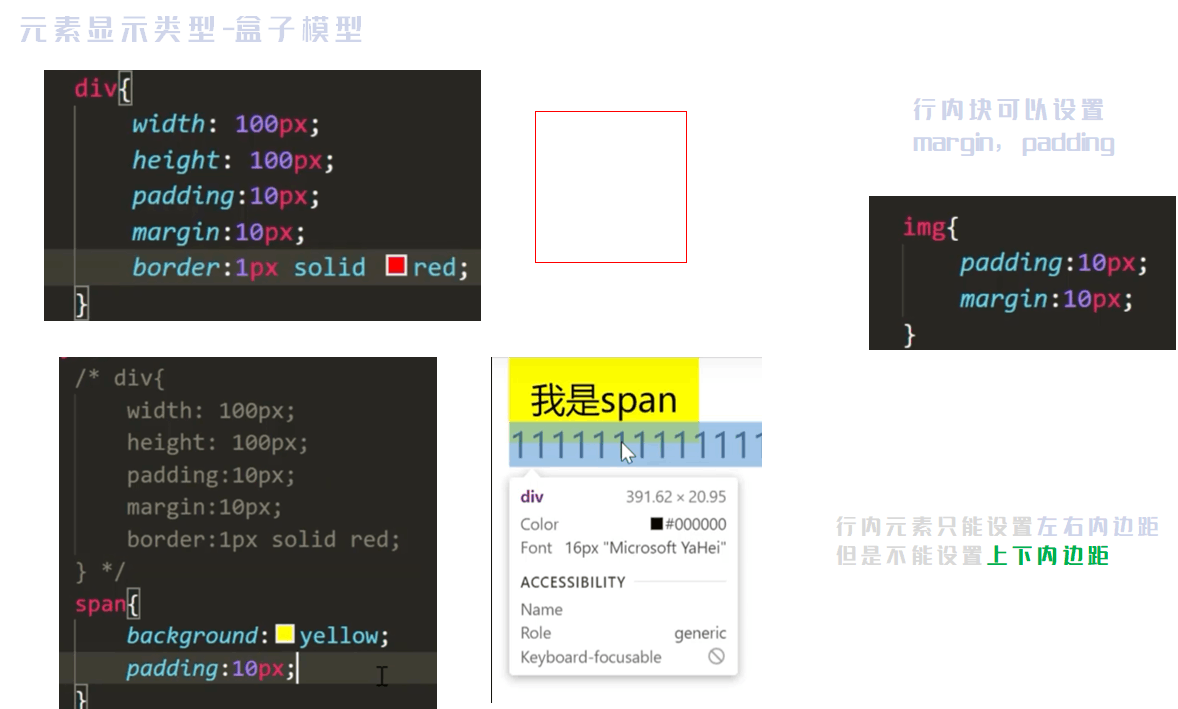 元素显示类型-盒子模型
div{
width: 100px;
height: 100px;
padding:10px;
margin:10px;
border:1px solid red;
}
行内块可以设置
margin，padding
img{
padding:10px;
margin:10px;
}
/* div{
width: 100px;
height: 100px;
padding:10px;
margin:10px;
border:1px solid red;
} */
span{
background:yellow;
padding:10px;
}
我是span
1111111111111
div 391.62 × 20.95
Color #000000
Font 16px "Microsoft YaHei"
ACCESSIBILITY
Name
Role generic
Keyboard-focusable
行内元素只能设置左右内边距
但是不能设置上下内边距